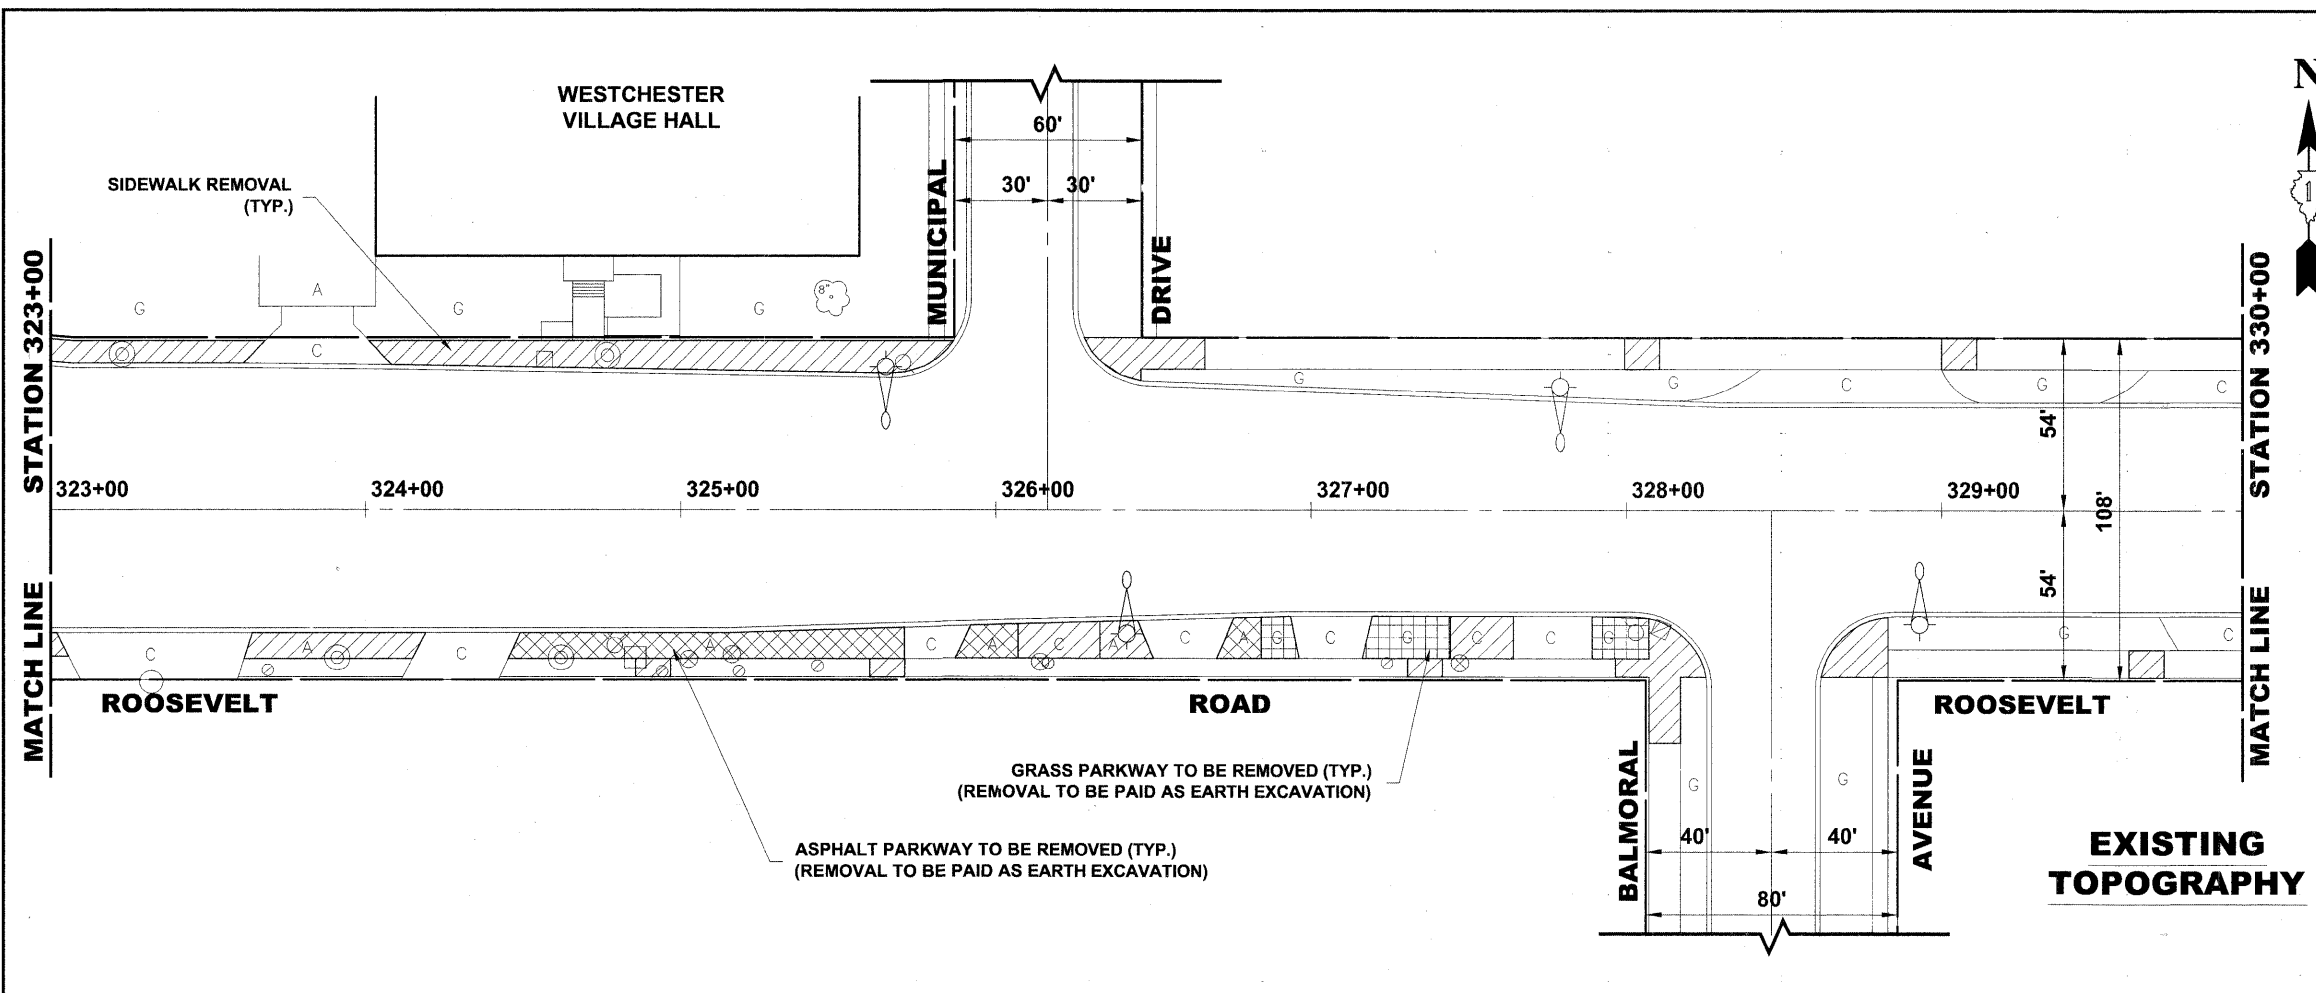 WESTCHESTER
VILLAGE HALL
N
60'
30' 30'
SIDEWALK REMOVAL
(TYP.)
MUNICIPAL
DRIVE
A
G
G
G
8"
C
G
G
C
G
C
STATION 323+00
STATION 330+00
323+00 324+00 325+00 326+00 327+00 328+00 329+00
54'
108'
54'
MATCH LINE
MATCH LINE
C
A
C
A
C
A
C
A
C
A
G
C
G
C
G
G
C
ROOSEVELT
ROAD
ROOSEVELT
GRASS PARKWAY TO BE REMOVED (TYP.)
(REMOVAL TO BE PAID AS EARTH EXCAVATION)
ASPHALT PARKWAY TO BE REMOVED (TYP.)
(REMOVAL TO BE PAID AS EARTH EXCAVATION)
BALMORAL
AVENUE
G
G
40' 40'
80'
EXISTING
TOPOGRAPHY